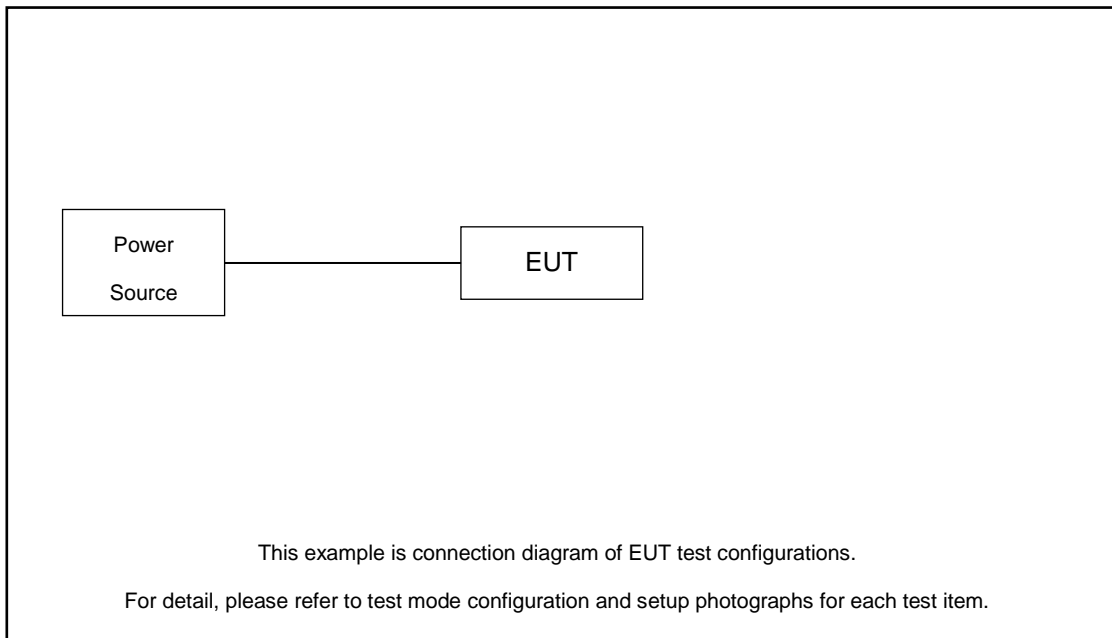 Power
Source
EUT
This example is connection diagram of EUT test configurations.
For detail, please refer to test mode configuration and setup photographs for each test item.